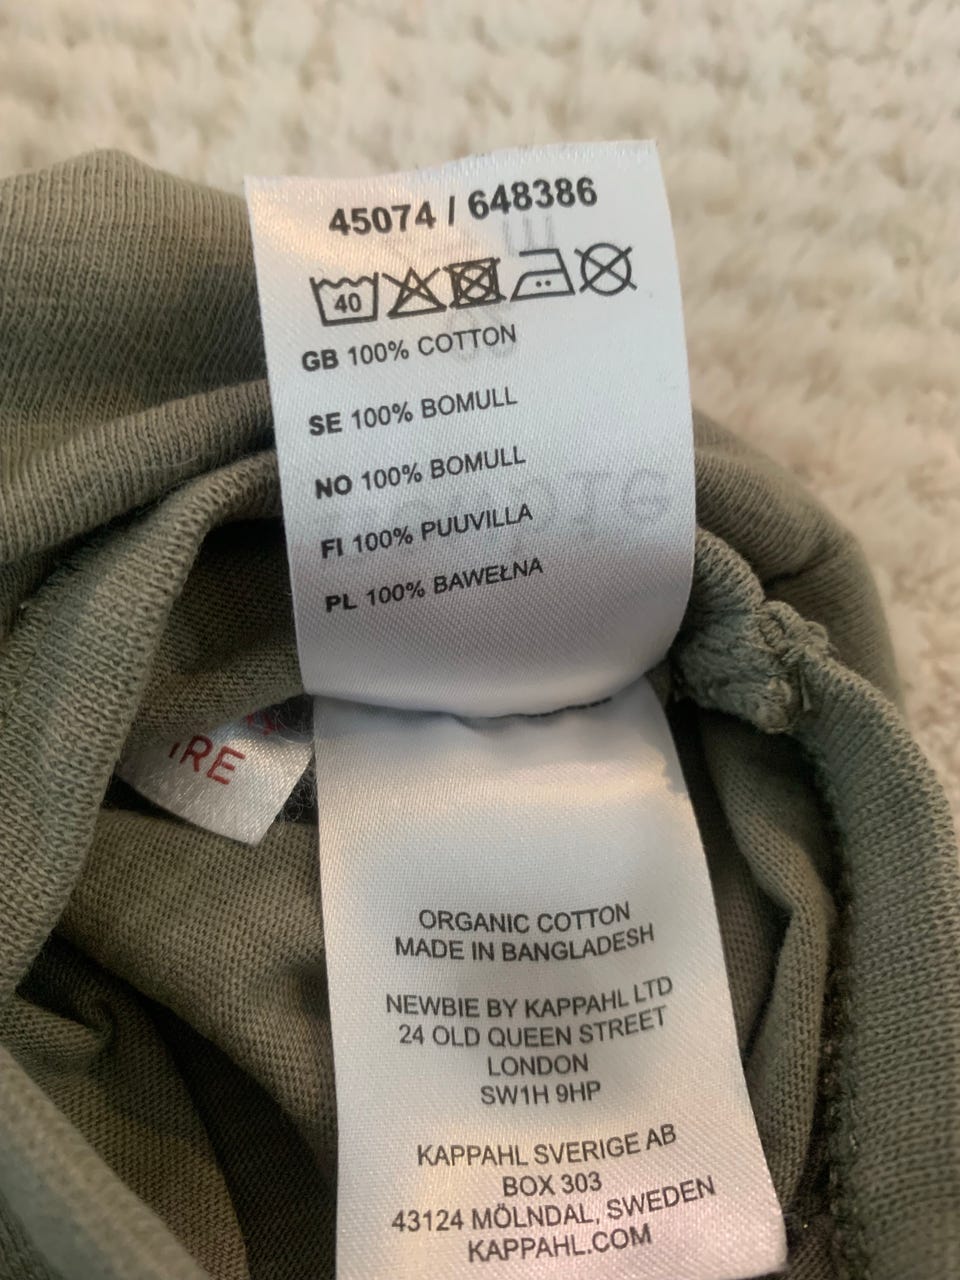 45074 / 648386
40
GB 100% COTTON
SE 100% BOMULL
NO 100% BOMULL
FI 100% PUUVILLA
PL 100% BAWEŁNA
ORGANIC COTTON
MADE IN BANGLADESH
NEWBIE BY KAPPAHL LTD
24 OLD QUEEN STREET
LONDON
SW1H 9HP
KAPPAHL SVERIGE AB
BOX 303
43124 MÖLNDAL, SWEDEN
KAPPAHL.COM